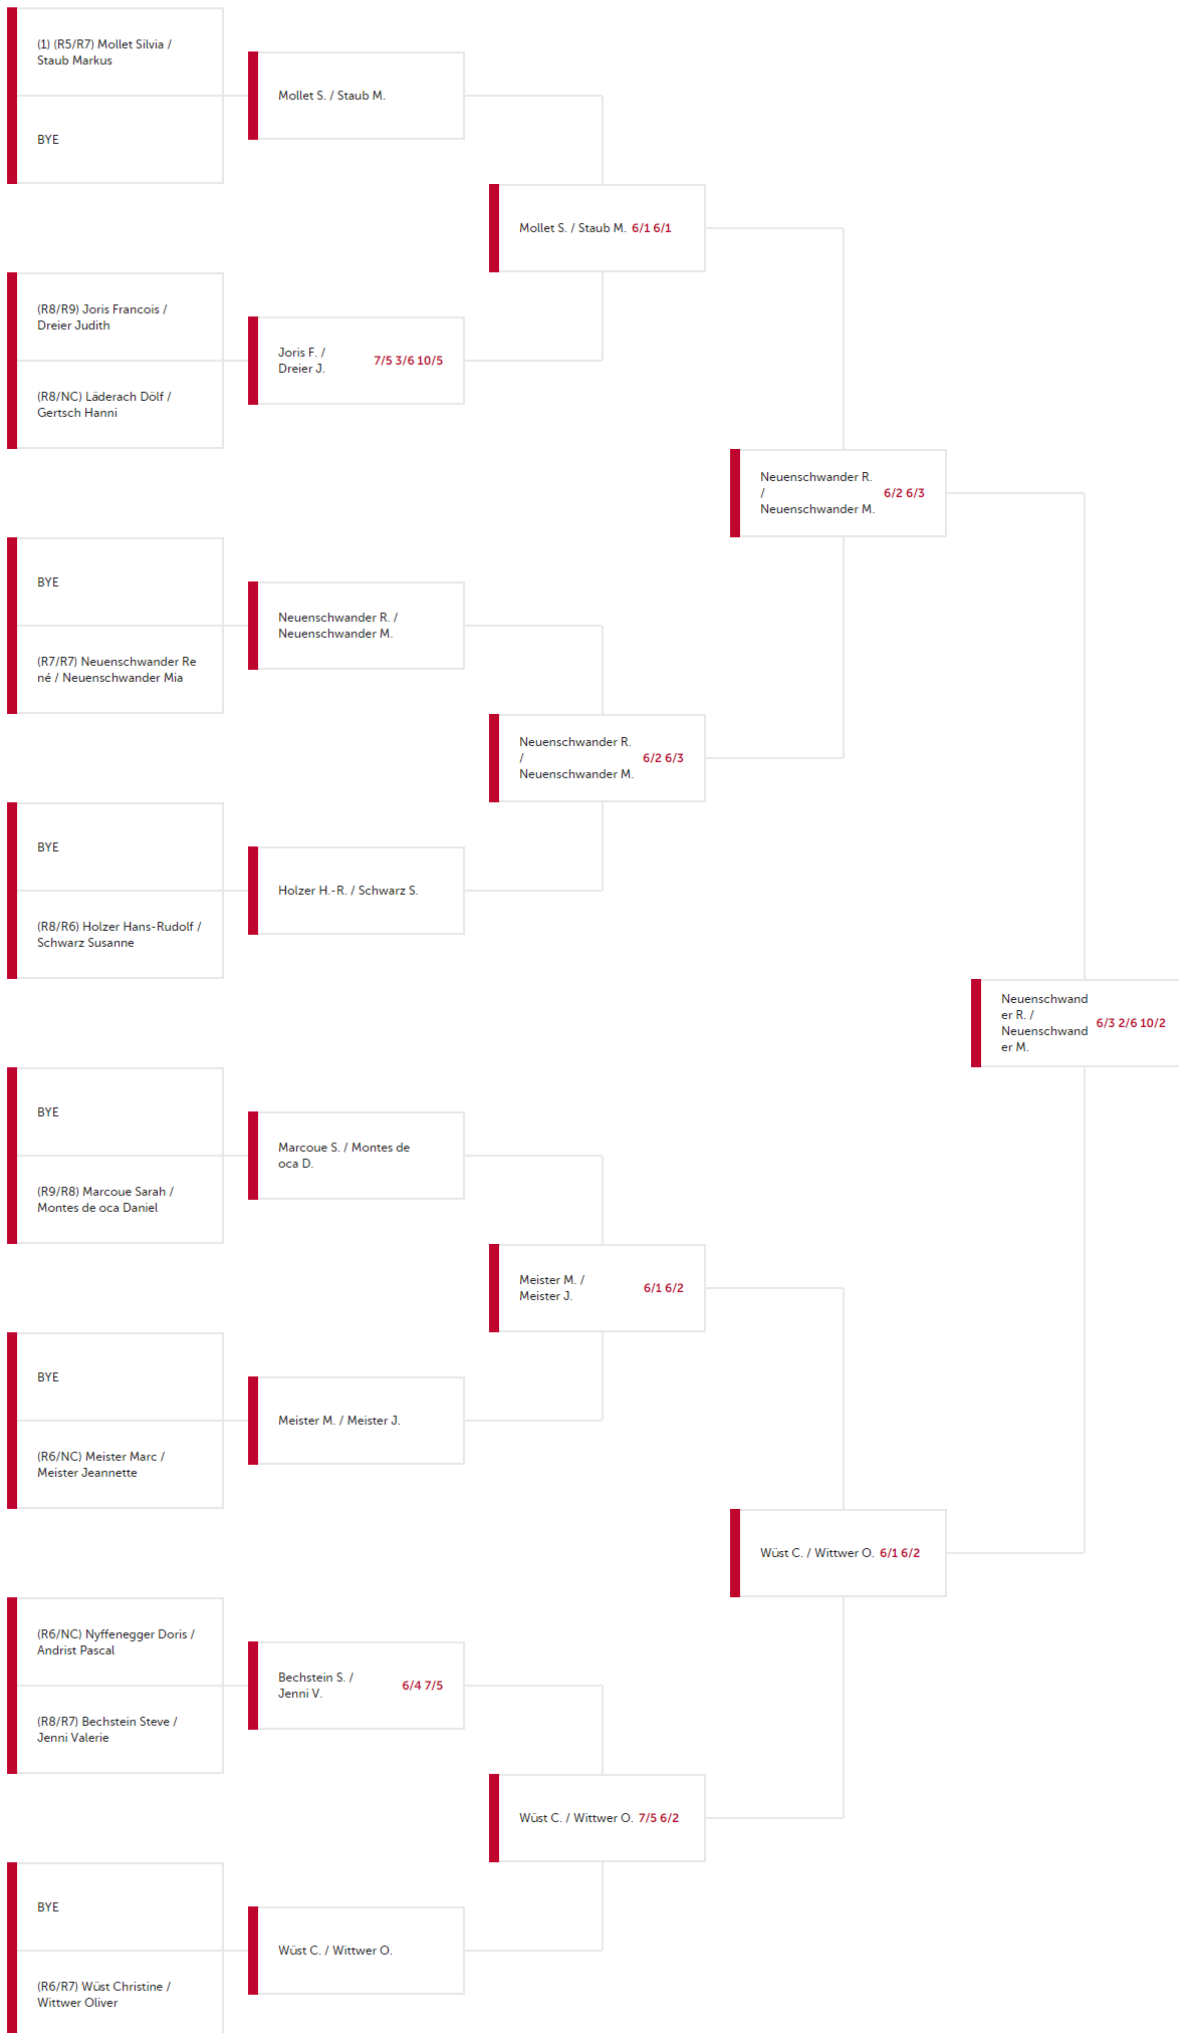 (1) (R5/R7) Mollet Silvia /
Staub Markus
BYE
(R8/R9) Joris Francois /
Dreier Judith
(R8/NC) Läderach Dölf /
Gertsch Hanni
BYE
(R7/R7) Neuenschwander Re
né / Neuenschwander Mia
BYE
(R8/R6) Holzer Hans-Rudolf /
Schwarz Susanne
BYE
(R9/R8) Marcoue Sarah /
Montes de oca Daniel
BYE
(R6/NC) Meister Marc /
Meister Jeannette
(R6/NC) Nyffenegger Doris /
Andrist Pascal
(R8/R7) Bechstein Steve /
Jenni Valerie
BYE
(R6/R7) Wüst Christine /
Wittwer Oliver
Mollet S. / Staub M.
Joris F. /
Dreier J.
7/5 3/6 10/5
Neuenschwander R. /
Neuenschwander M.
Holzer H.-R. / Schwarz S.
Marcoue S. / Montes de
oca D.
Meister M. / Meister J.
Bechstein S. /
Jenni V.
6/4 7/5
Wüst C. / Wittwer O.
Mollet S. / Staub M. 6/1 6/1
Neuenschwander R.
/
Neuenschwander M.
6/2 6/3
Meister M. /
Meister J.
6/1 6/2
Wüst C. / Wittwer O. 7/5 6/2
Neuenschwander R.
/
Neuenschwander M.
6/2 6/3
Wüst C. / Wittwer O. 6/1 6/2
Neuenschwand
er R. /
Neuenschwand
er M.
6/3 2/6 10/2